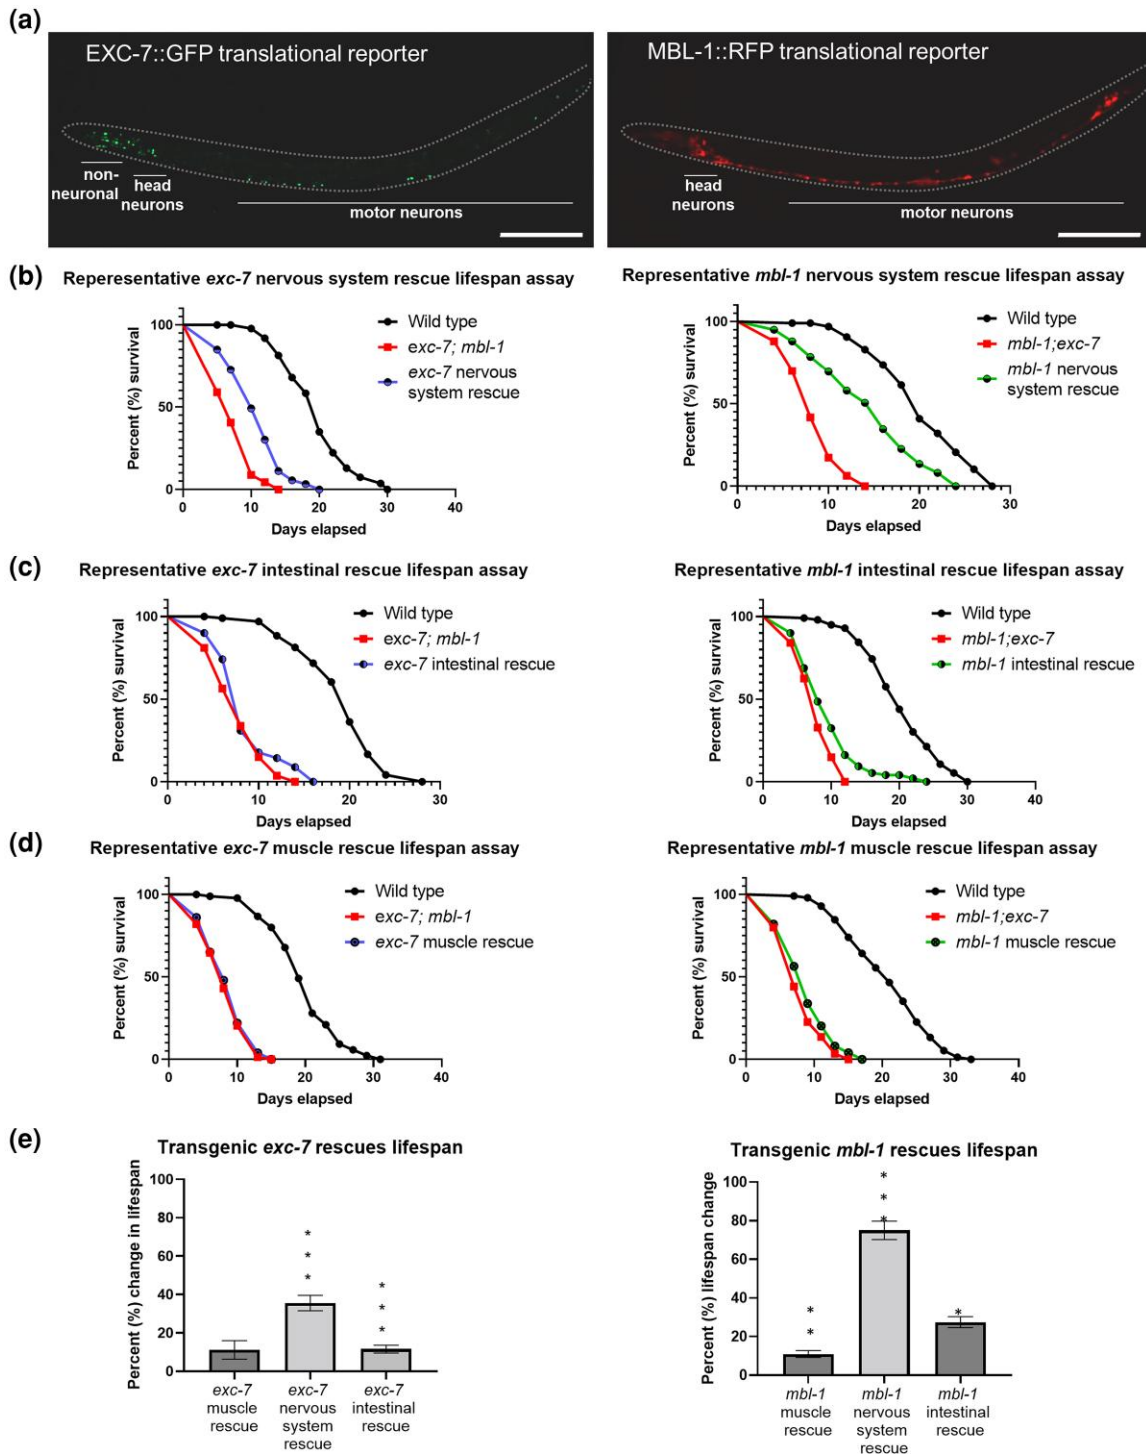 (a)
EXC-7::GFP translational reporter
MBL-1::RFP translational reporter
non-
neuronal
head
neurons
motor neurons
head
neurons
motor neurons
(b)
Representative exc-7 nervous system rescue lifespan assay
Percent (%) survival
100
50
0
0 10 20 30 40
Days elapsed
Wild type
exc-7; mbl-1
exc-7 nervous
system rescue
Representative mbl-1 nervous system rescue lifespan assay
Percent (%) survival
100
50
0
0 10 20 30
Days elapsed
Wild type
mbl-1;exc-7
mbl-1 nervous
system rescue
(c)
Representative exc-7 intestinal rescue lifespan assay
Percent (%) survival
100
50
0
0 10 20 30
Days elapsed
Wild type
exc-7; mbl-1
exc-7 intestinal rescue
Representative mbl-1 intestinal rescue lifespan assay
Percent (%) survival
100
50
0
0 10 20 30 40
Days elapsed
Wild type
mbl-1;exc-7
mbl-1 intestinal rescue
(d)
Representative exc-7 muscle rescue lifespan assay
Percent (%) survival
100
50
0
0 10 20 30 40
Days elapsed
Wild type
exc-7; mbl-1
exc-7 muscle rescue
Representative mbl-1 muscle rescue lifespan assay
Percent (%) survival
100
50
0
0 10 20 30 40
Days elapsed
Wild type
mbl-1;exc-7
mbl-1 muscle rescue
(e)
Transgenic exc-7 rescues lifespan
Percent (%) change in lifespan
100
80
60
40
20
0
*
*
*
*
*
*
exc-7
muscle
rescue
exc-7
nervous
system
rescue
exc-7
intestinal
rescue
Transgenic mbl-1 rescues lifespan
Percent (%) lifespan change
100
80
60
40
20
0
*
*
*
*
*
*
mbl-1
muscle
rescue
mbl-1
nervous
system
rescue
mbl-1
intestinal
rescue